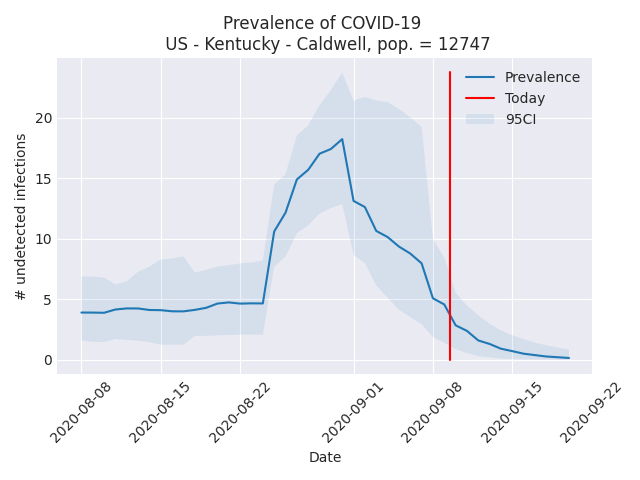 Prevalence of COVID-19
US - Kentucky - Caldwell, pop. = 12747
Prevalence
Today
95CI
# undetected infections
20
15
10
5
0
2020-08-08
2020-08-15
2020-08-22
2020-09-01
2020-09-08
2020-09-15
2020-09-22
Date